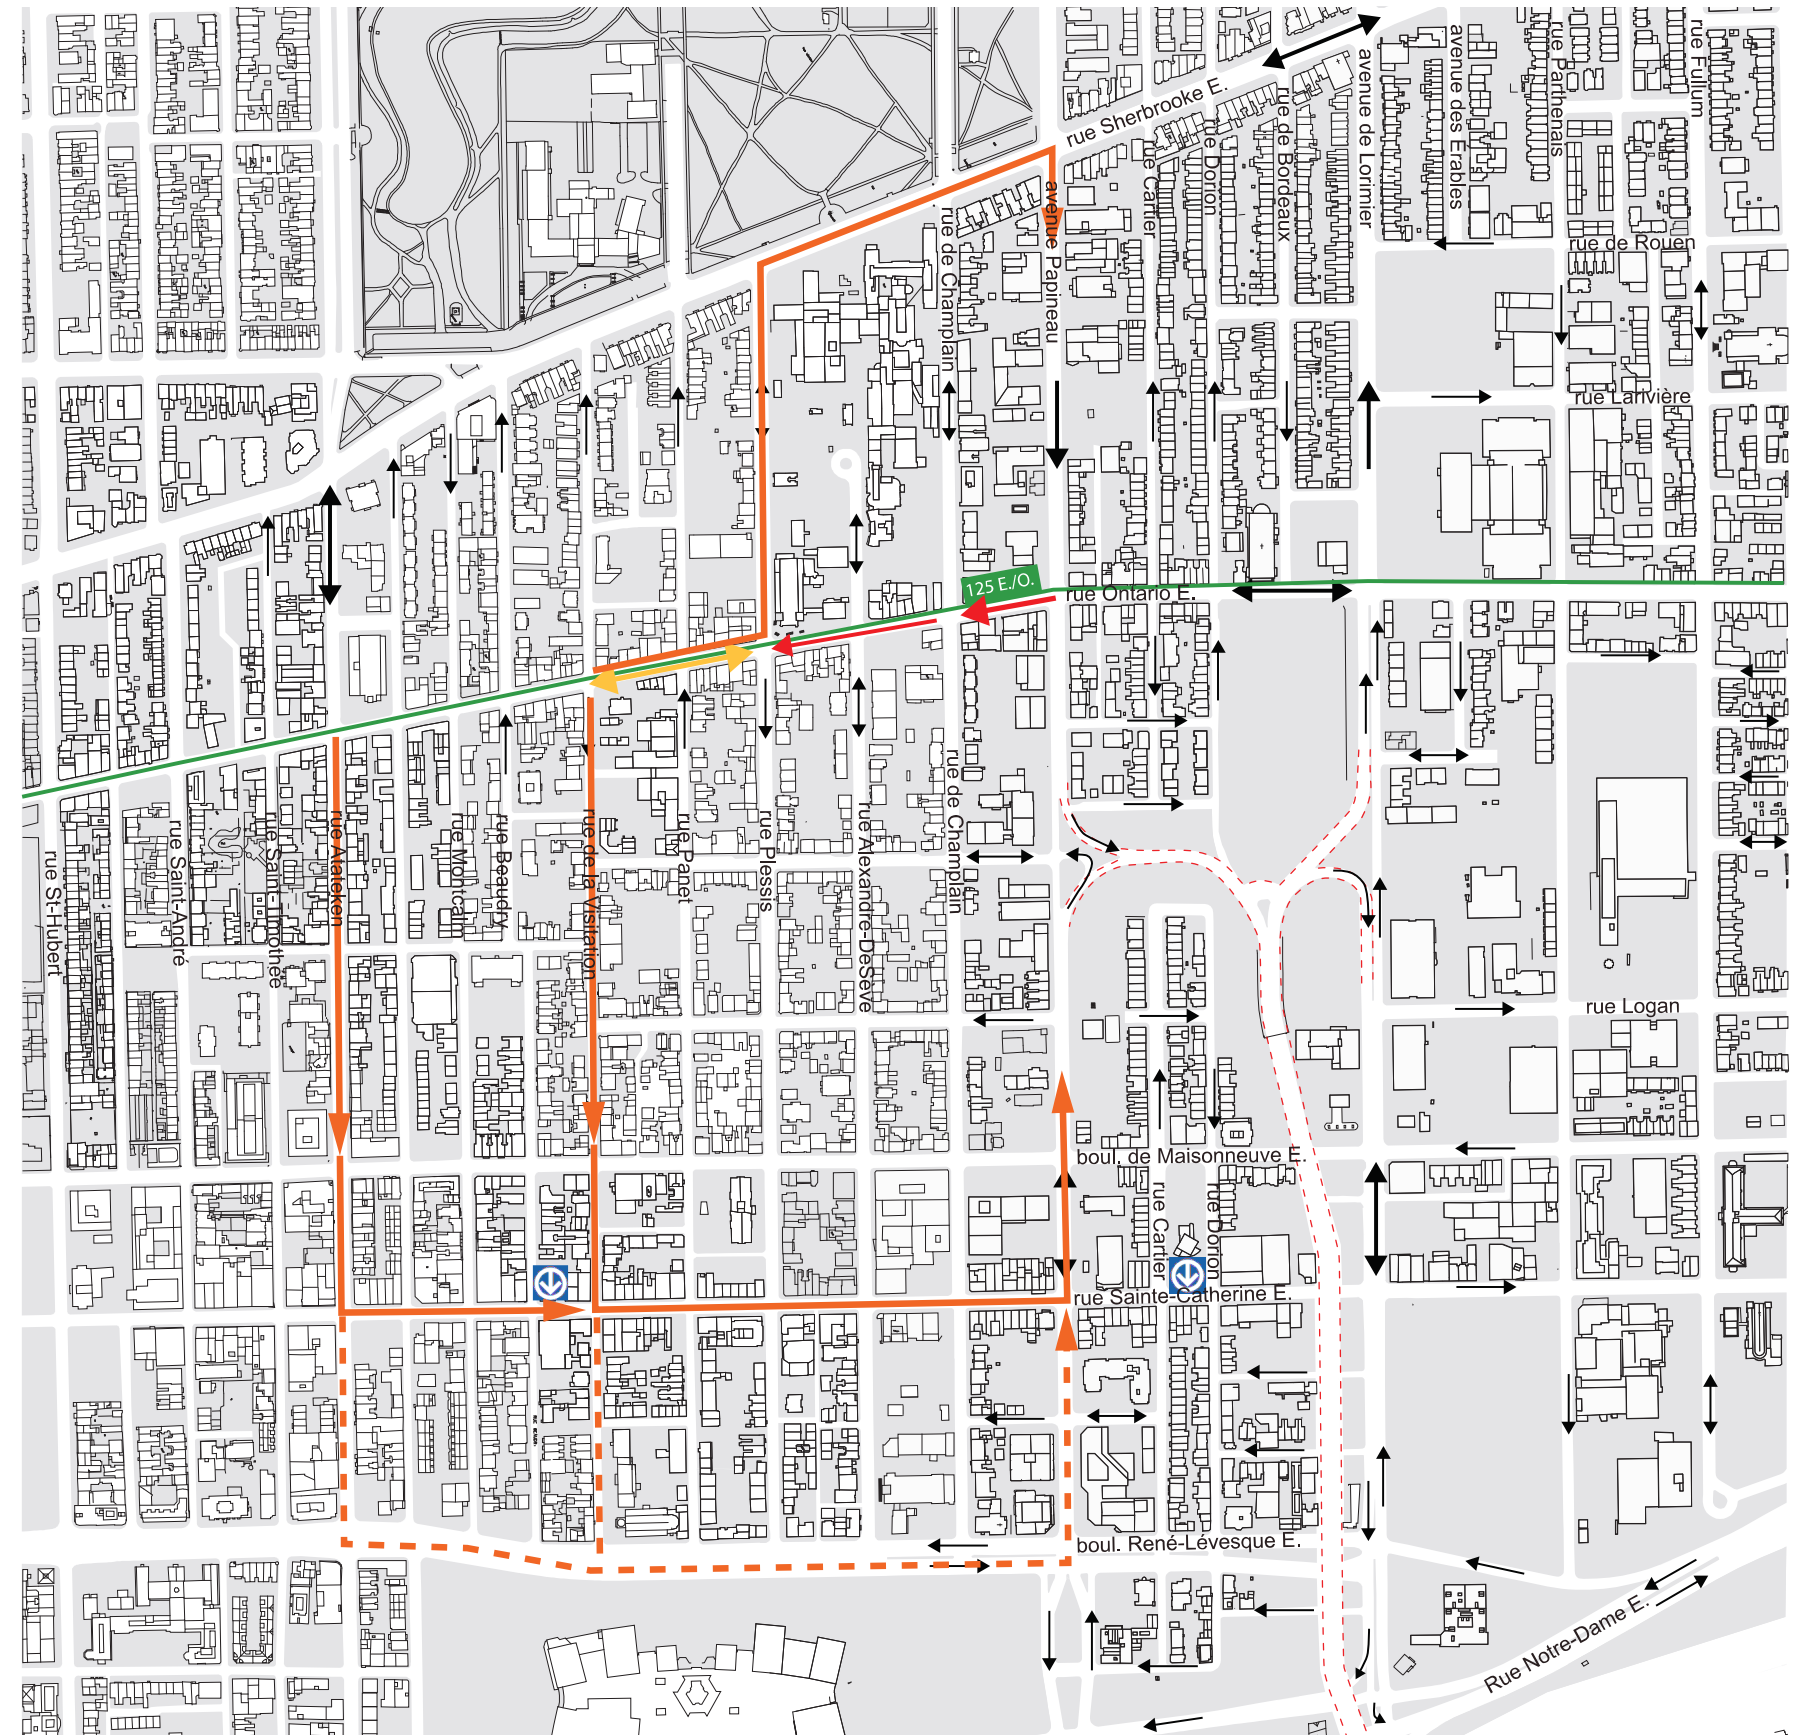 rue Sherbrooke E.
avenue des Érables
rue Parthenais
rue Fullum
avenue de Lorimier
rue de Bordeaux
rue Dorion
rue Cartier
avenue Papineau
rue de Champlain
rue de Rouen
rue Larivière
125 E./O.
rue Ontario E.
rue St-Hubert
rue Saint-André
rue Saint-Timothée
rue Atateken
rue Montcalm
rue Beaudry
rue de la Visitation
rue Panet
rue Plessis
rue Alexandre-DeSève
rue de Champlain
rue Logan
boul. de Maisonneuve E.
rue Cartier
rue Dorion
rue Sainte-Catherine E.
boul. René-Lévesque E.
Rue Notre-Dame E.